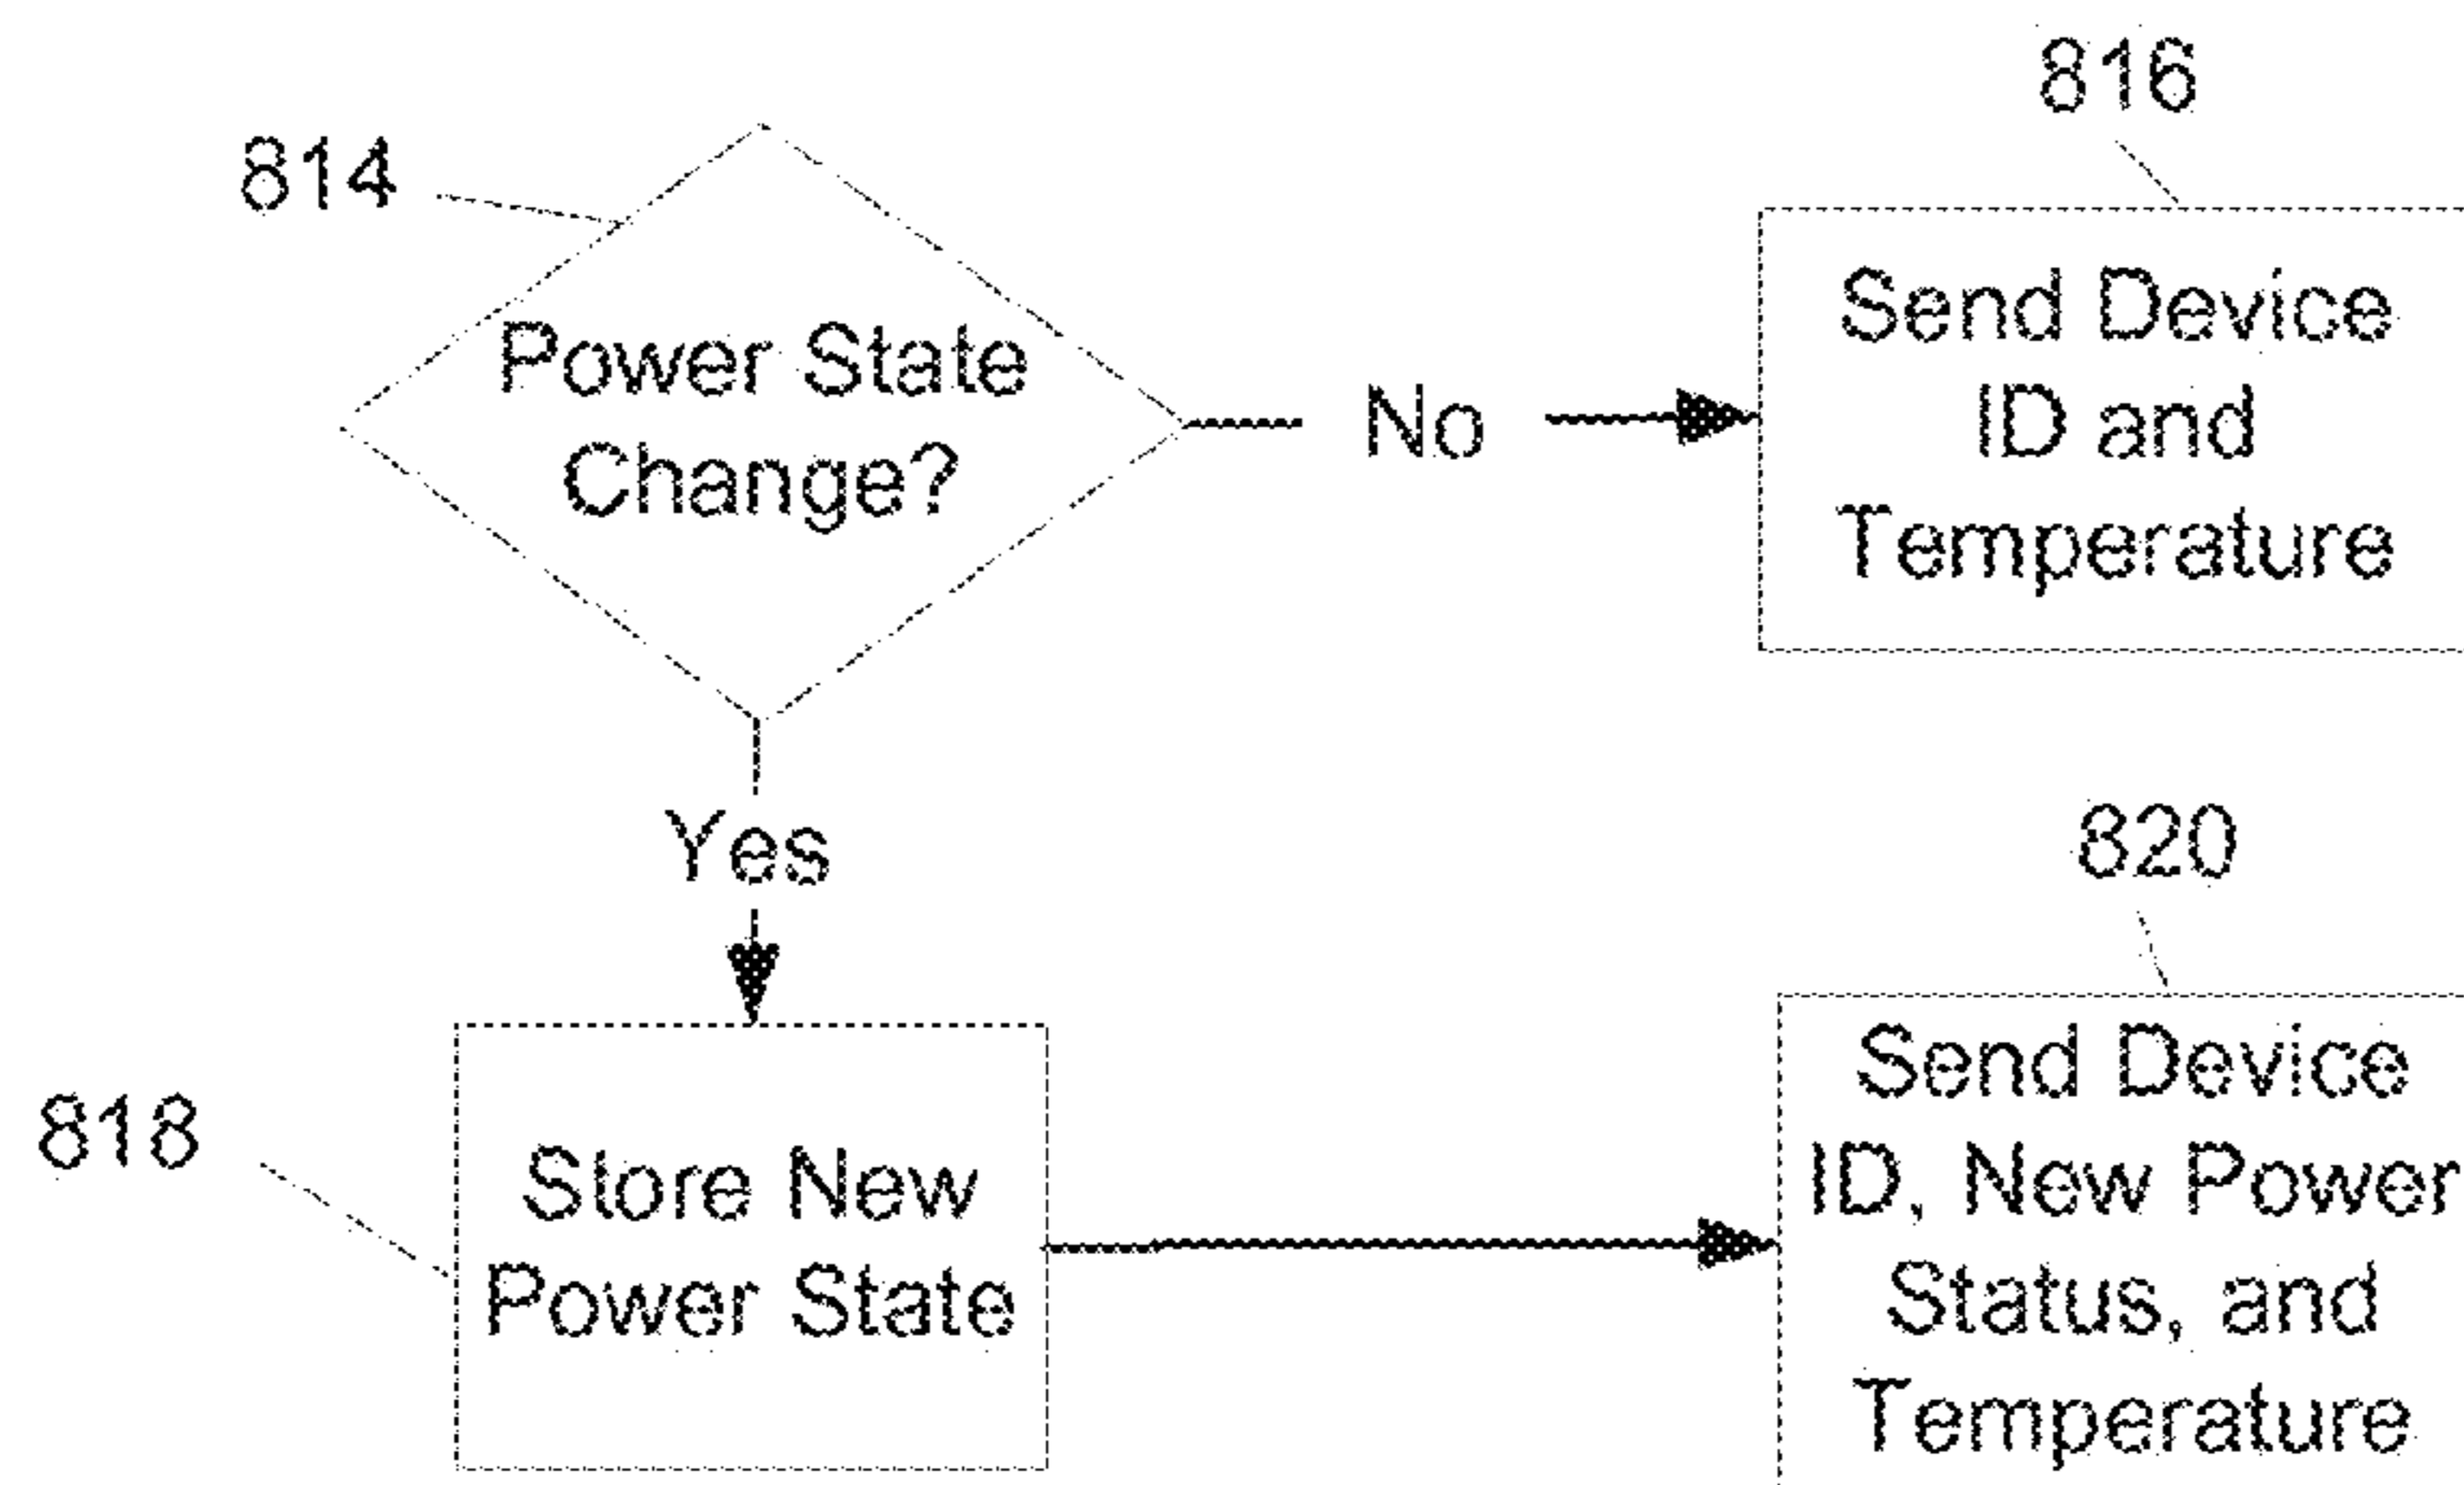 816
814
Power State
Change?
No
Send Device
ID and
Temperature
Yes
820
818
Store New
Power State
Send Device
ID, New Power
Status, and
Temperature